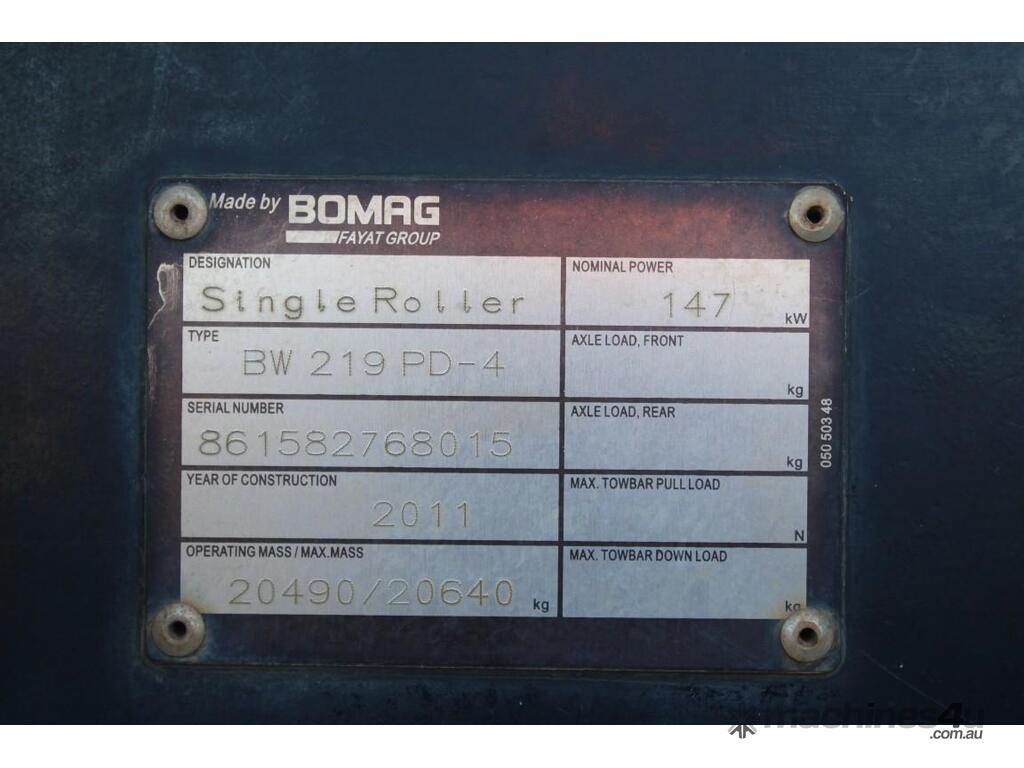 Made by BOMAG
FAYAT GROUP
DESIGNATION
Single Roller
NOMINAL POWER
147 kW
TYPE
BW 219 PD-4
AXLE LOAD, FRONT
kg
SERIAL NUMBER
861582768015
AXLE LOAD, REAR
kg
YEAR OF CONSTRUCTION
2011
MAX. TOWBAR PULL LOAD
N
OPERATING MASS / MAX.MASS
20490/20640 kg
MAX. TOWBAR DOWN LOAD
kg
050 503 48
machines4u
.com.au